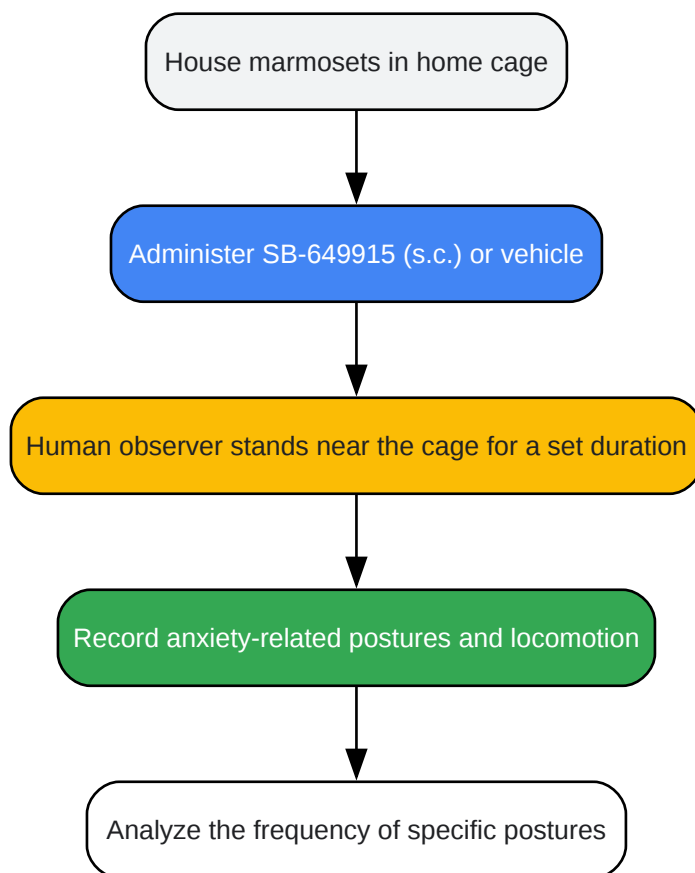 House marmosets in home cage
Administer SB-649915 (s.c.) or vehicle
Human observer stands near the cage for a set duration
Record anxiety-related postures and locomotion
Analyze the frequency of specific postures